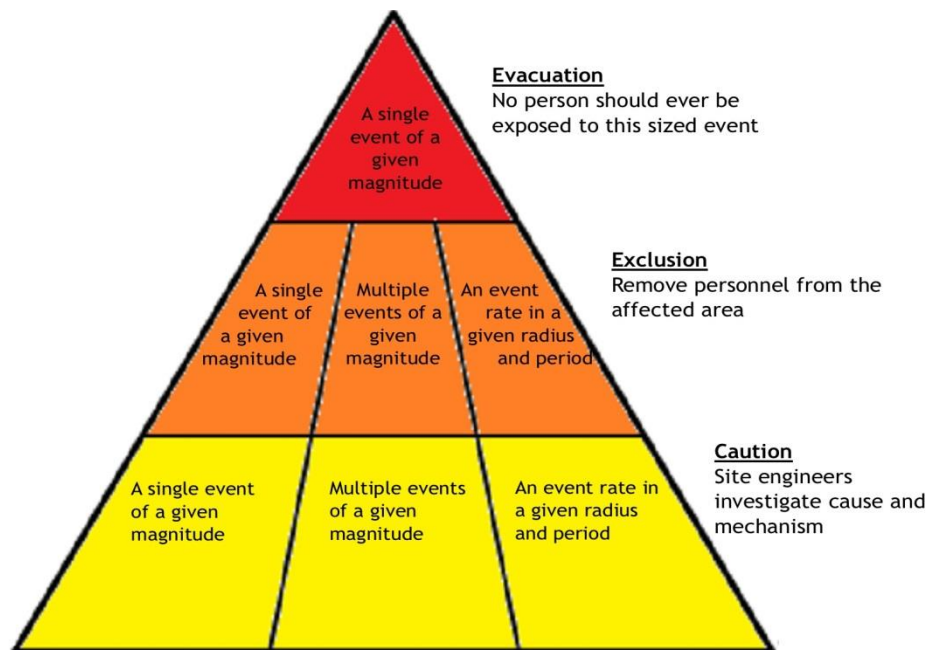 Evacuation
No person should ever be
exposed to this sized event
A single
event of a
given
magnitude
Exclusion
Remove personnel from the
affected area
A single
event of
a given
magnitude
Multiple
events of a
given
magnitude
An event
rate in a
given radius
and period
Caution
Site engineers
investigate cause and
mechanism
A single event
of a given
magnitude
Multiple events
of a given
magnitude
An event rate in
a given radius
and period